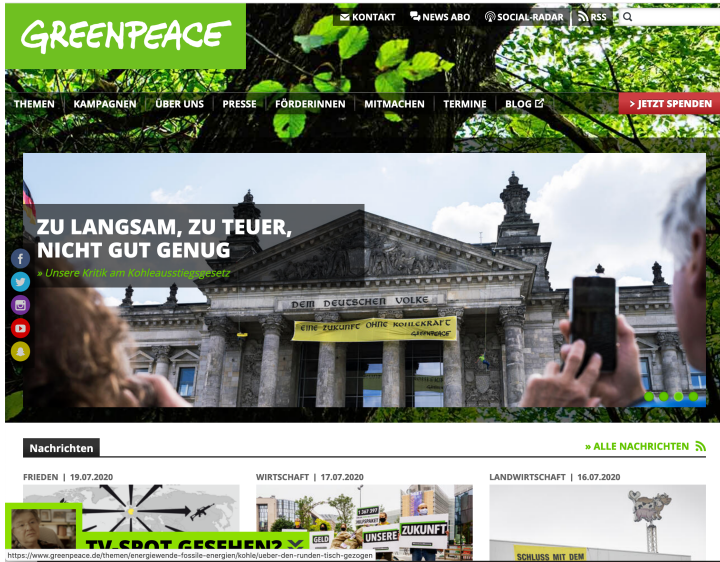 GREENPEACE
KONTAKT NEWS ABO SOCIAL-RADAR RSS
THEMEN KAMPAGNEN ÜBER UNS PRESSE FÖRDERINNEN MITMACHEN TERMINE BLOG > JETZT SPENDEN
ZU LANGSAM, ZU TEUER,
NICHT GUT GENUG
» Unsere Kritik am Kohleausstiegsgesetz
DEM DEUTSCHEN VOLKE
EINE ZUKUNFT OHNE KOHLEKRAFT
GREENPEACE
Nachrichten
» ALLE NACHRICHTEN
FRIEDEN | 19.07.2020
WIRTSCHAFT | 17.07.2020
LANDWIRTSCHAFT | 16.07.2020
1 367 397
GELD
UNSERE
ZUKUNFT
TV-SPOT GESEHEN?
SCHLUSS MIT DEM
https://www.greenpeace.de/themen/energiewende-fossile-energien/kohle/ueber-den-runden-tisch-gezogen